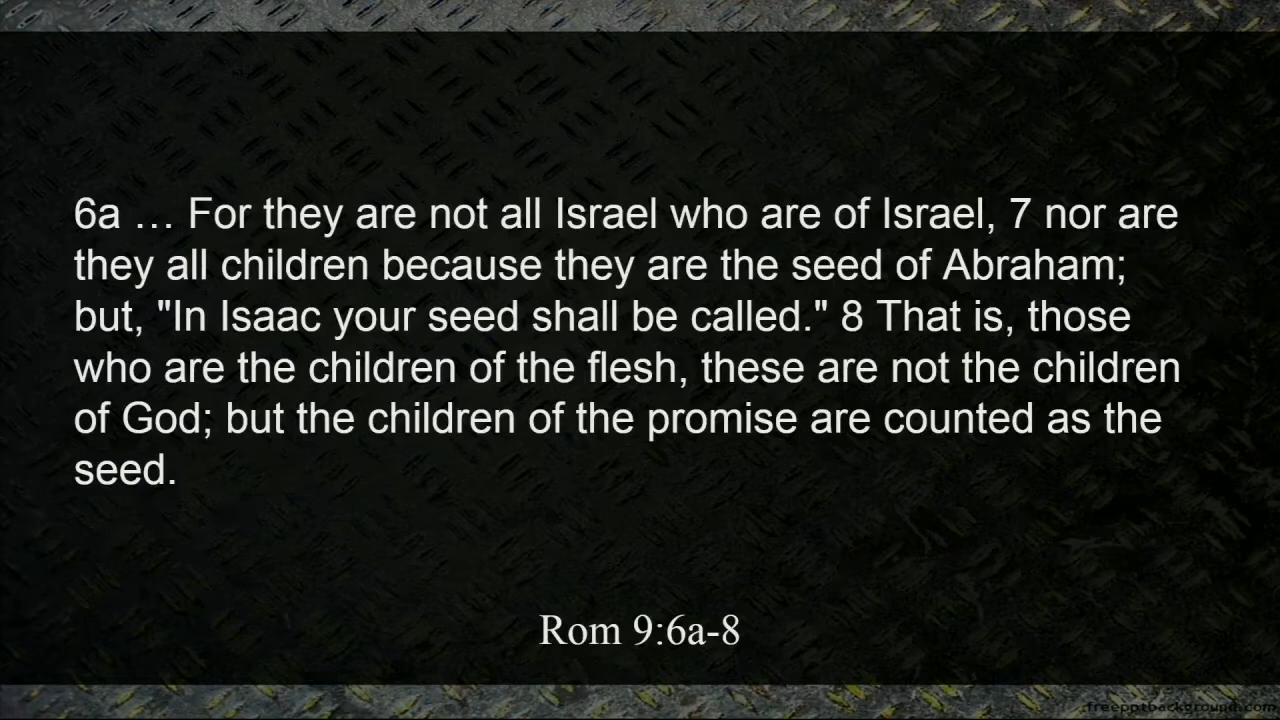 6a … For they are not all Israel who are of Israel, 7 nor are
they all children because they are the seed of Abraham;
but, "In Isaac your seed shall be called." 8 That is, those
who are the children of the flesh, these are not the children
of God; but the children of the promise are counted as the
seed.
Rom 9:6a-8
freepptbackground.com